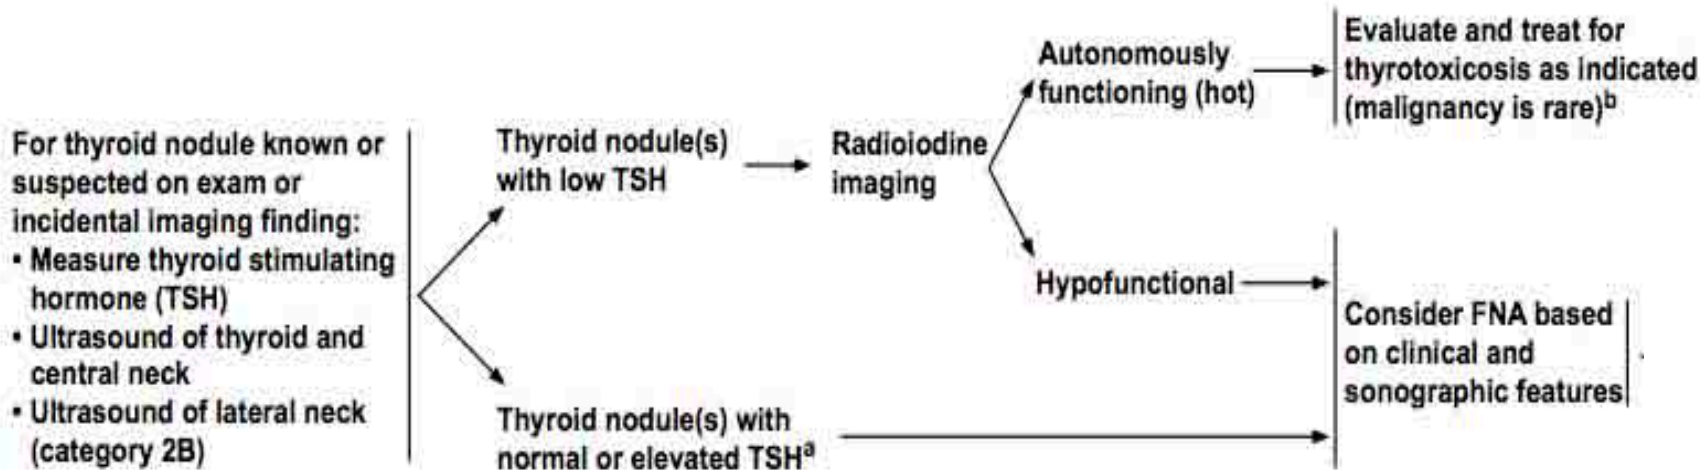 For thyroid nodule known or
suspected on exam or
incidental imaging finding:
• Measure thyroid stimulating
hormone (TSH)
• Ultrasound of thyroid and
central neck
• Ultrasound of lateral neck
(category 2B)
Thyroid nodule(s)
with low TSH
Thyroid nodule(s) with
normal or elevated TSHᵃ
Radioiodine
imaging
Autonomously
functioning (hot)
Hypofunctional
Evaluate and treat for
thyrotoxicosis as indicated
(malignancy is rare)ᵇ
Consider FNA based
on clinical and
sonographic features